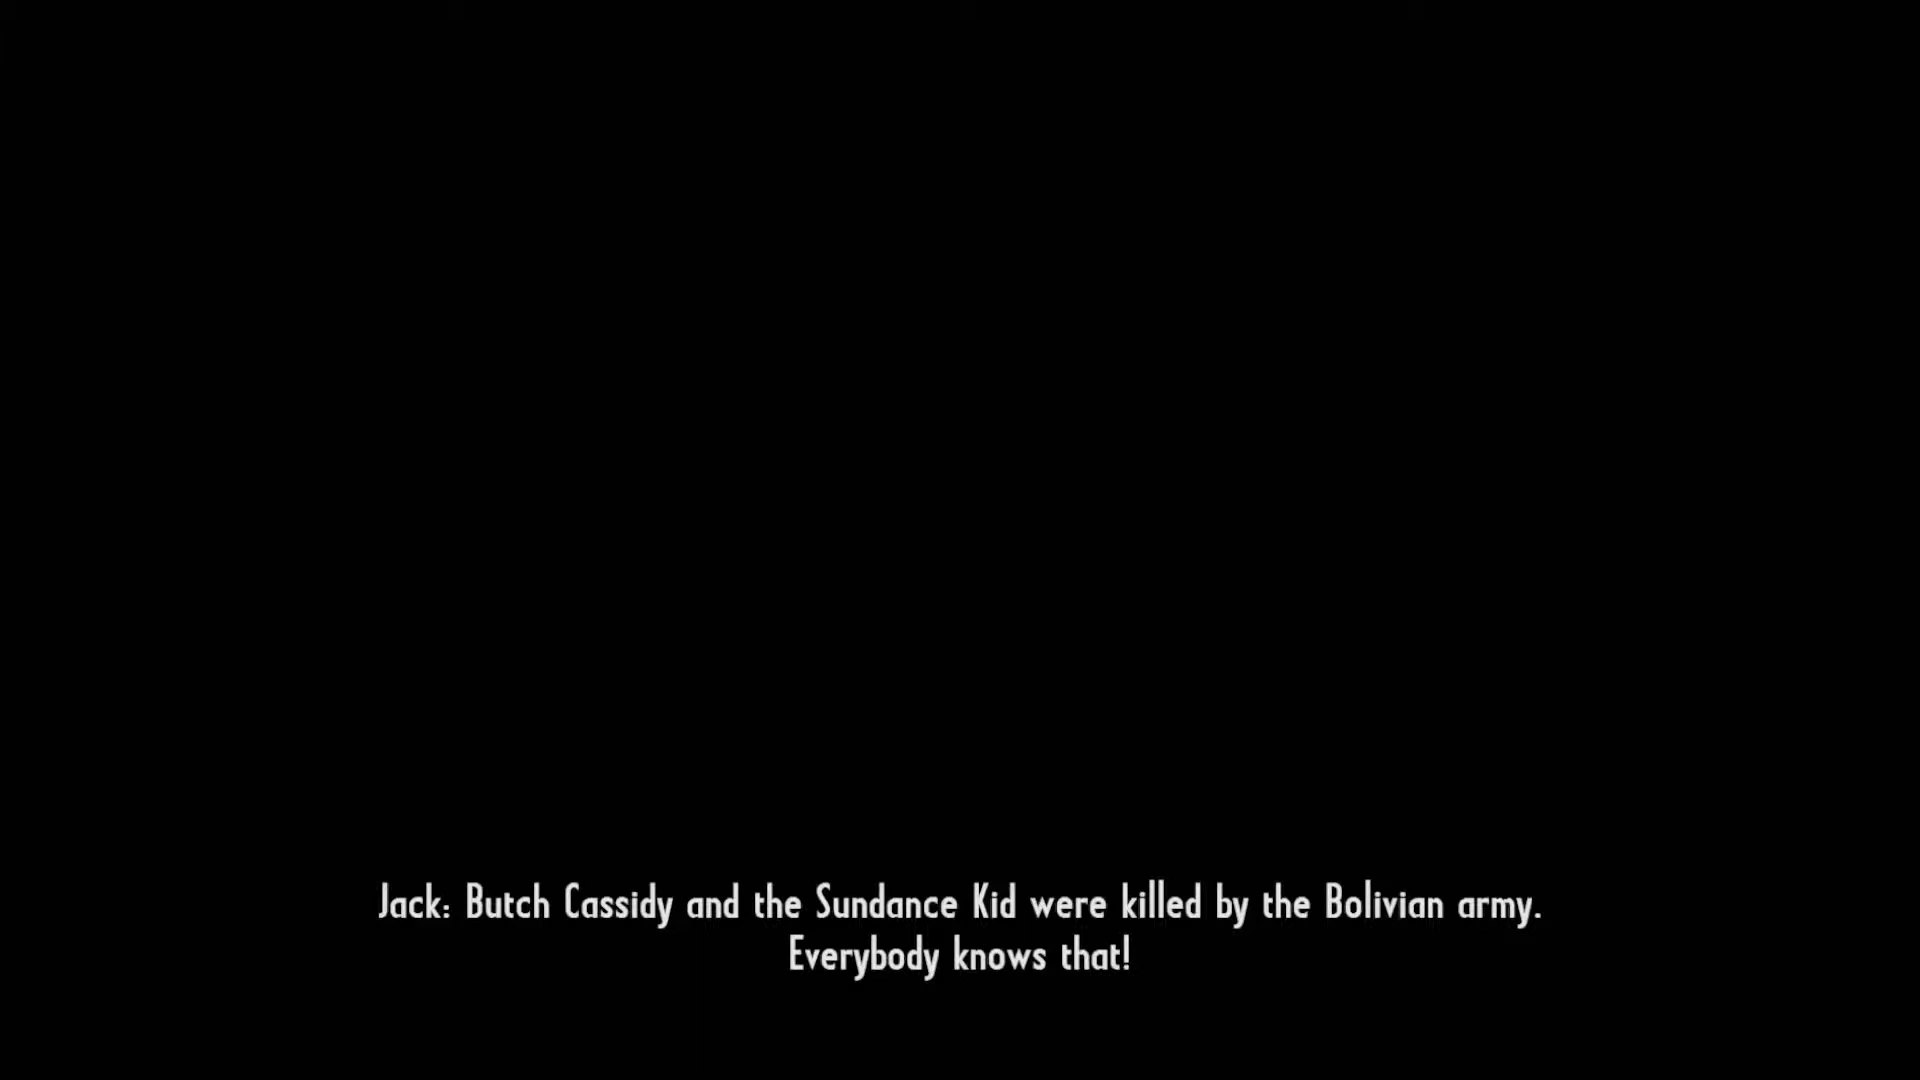 Jack: Butch Cassidy and the Sundance Kid were killed by the Bolivian army.
Everybody knows that!